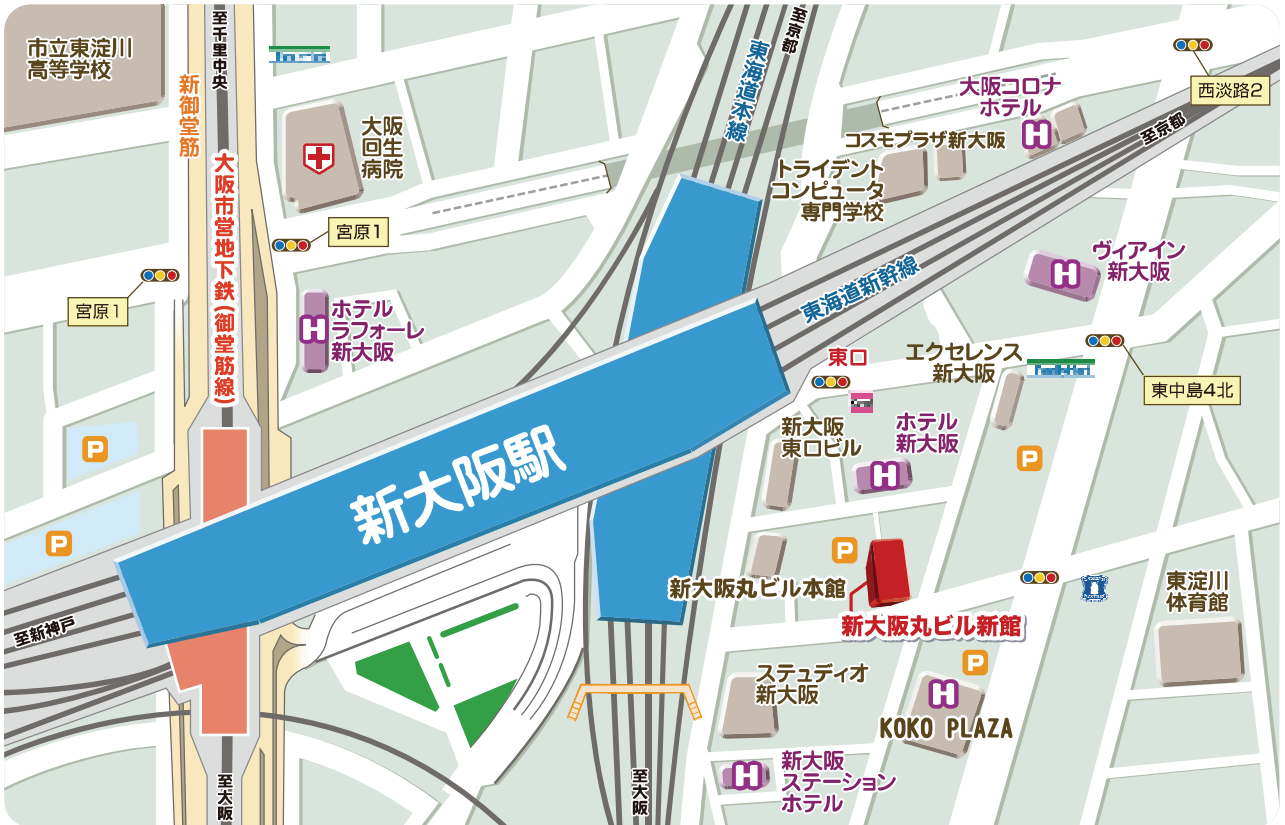 市立東淀川
高等学校
至千里中央
新御堂筋
大阪市営地下鉄(御堂筋線)
大阪
回生
病院
宮原1
宮原1
ホテル
ラフォーレ
新大阪
P
P
H
東海道本線
至京都
大阪コロナ
ホテル
H
コスモプラザ新大阪
トライデント
コンピュータ
専門学校
西淡路2
至京都
東海道新幹線
ヴィアイン
新大阪
H
東口
エクセレンス
新大阪
東中島4北
新大阪
東口ビル
ホテル
新大阪
H
P
新大阪駅
P
新大阪丸ビル本館
新大阪丸ビル新館
東淀川
体育館
至新神戸
ステュディオ
新大阪
P
H
KOKO PLAZA
新大阪
ステーション
ホテル
H
至大阪
至大阪